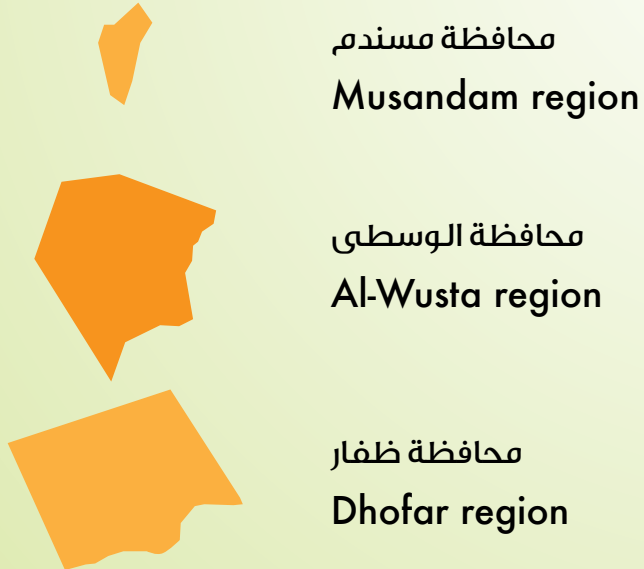 محافظة مسندم
Musandam region
محافظة الوسطى
Al-Wusta region
محافظة ظفار
Dhofar region